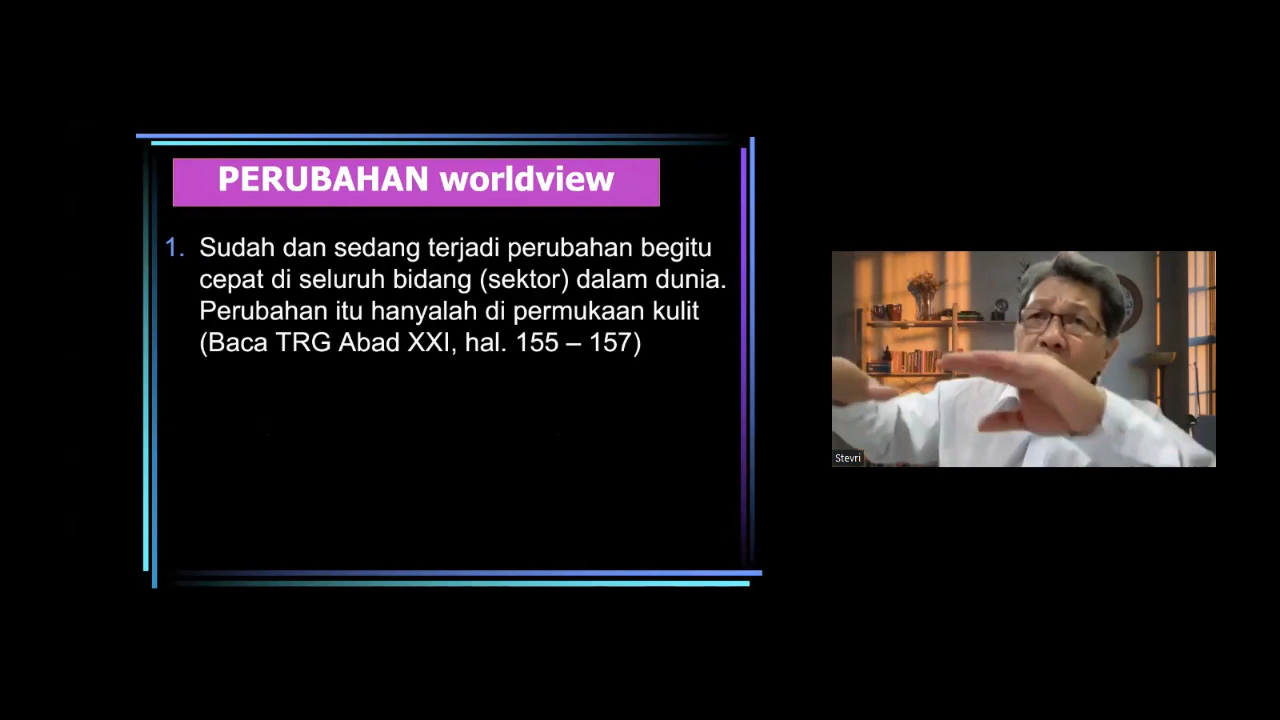 PERUBAHAN worldview
1. Sudah dan sedang terjadi perubahan begitu
cepat di seluruh bidang (sektor) dalam dunia.
Perubahan itu hanyalah di permukaan kulit
(Baca TRG Abad XXI, hal. 155 – 157)
Stevri